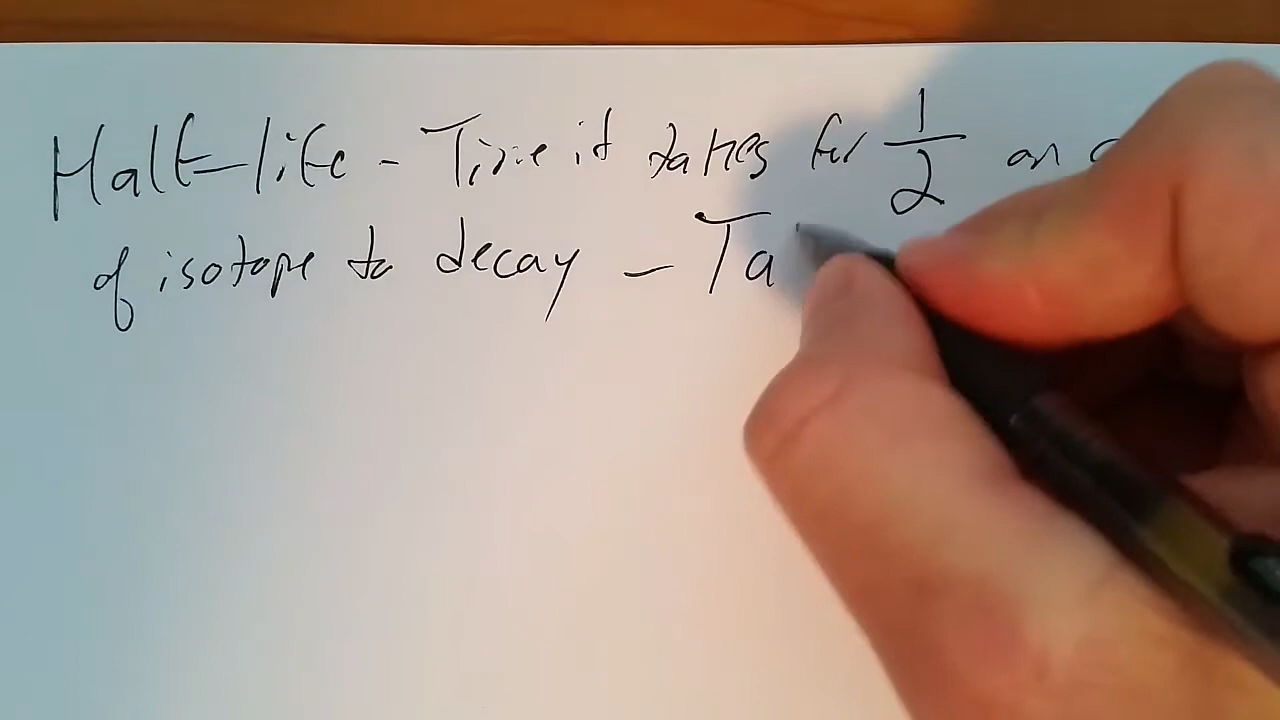 Half-life - Time it takes for 1/2 an
of isotope to decay - Ta